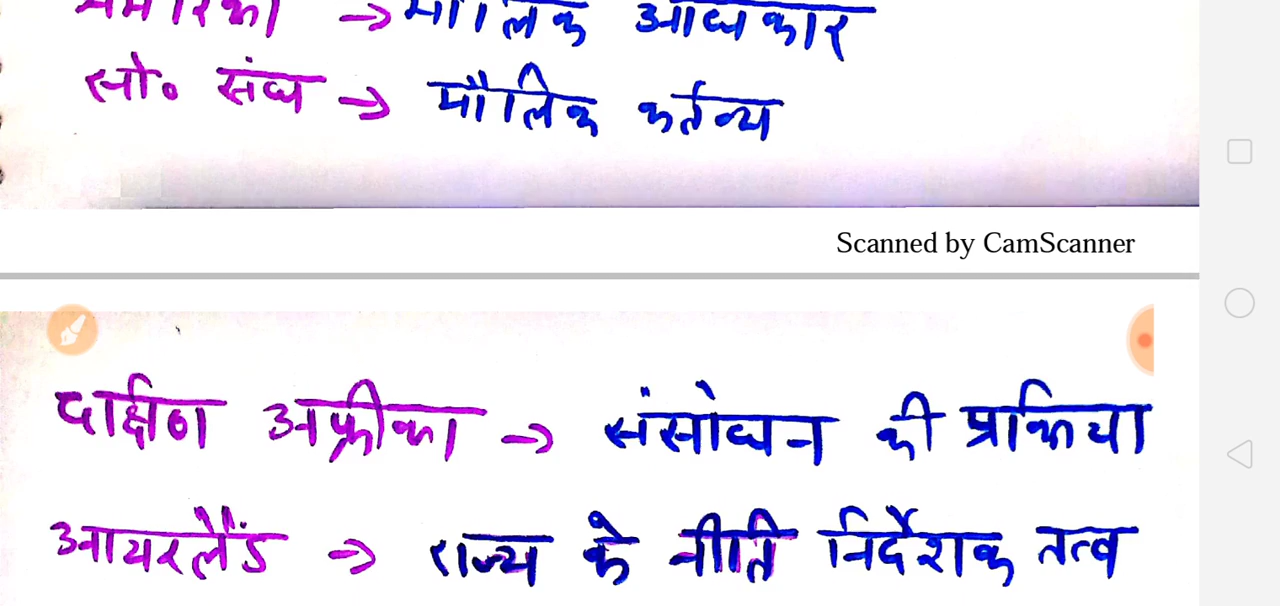 अमेरिका → मौलिक अधिकार
सो० संघ → मौलिक कर्तव्य
Scanned by CamScanner
दक्षिण अफ्रीका → संसोधन की प्रक्रिया
आयरलैंड → राज्य के नीति निर्देशक तत्व